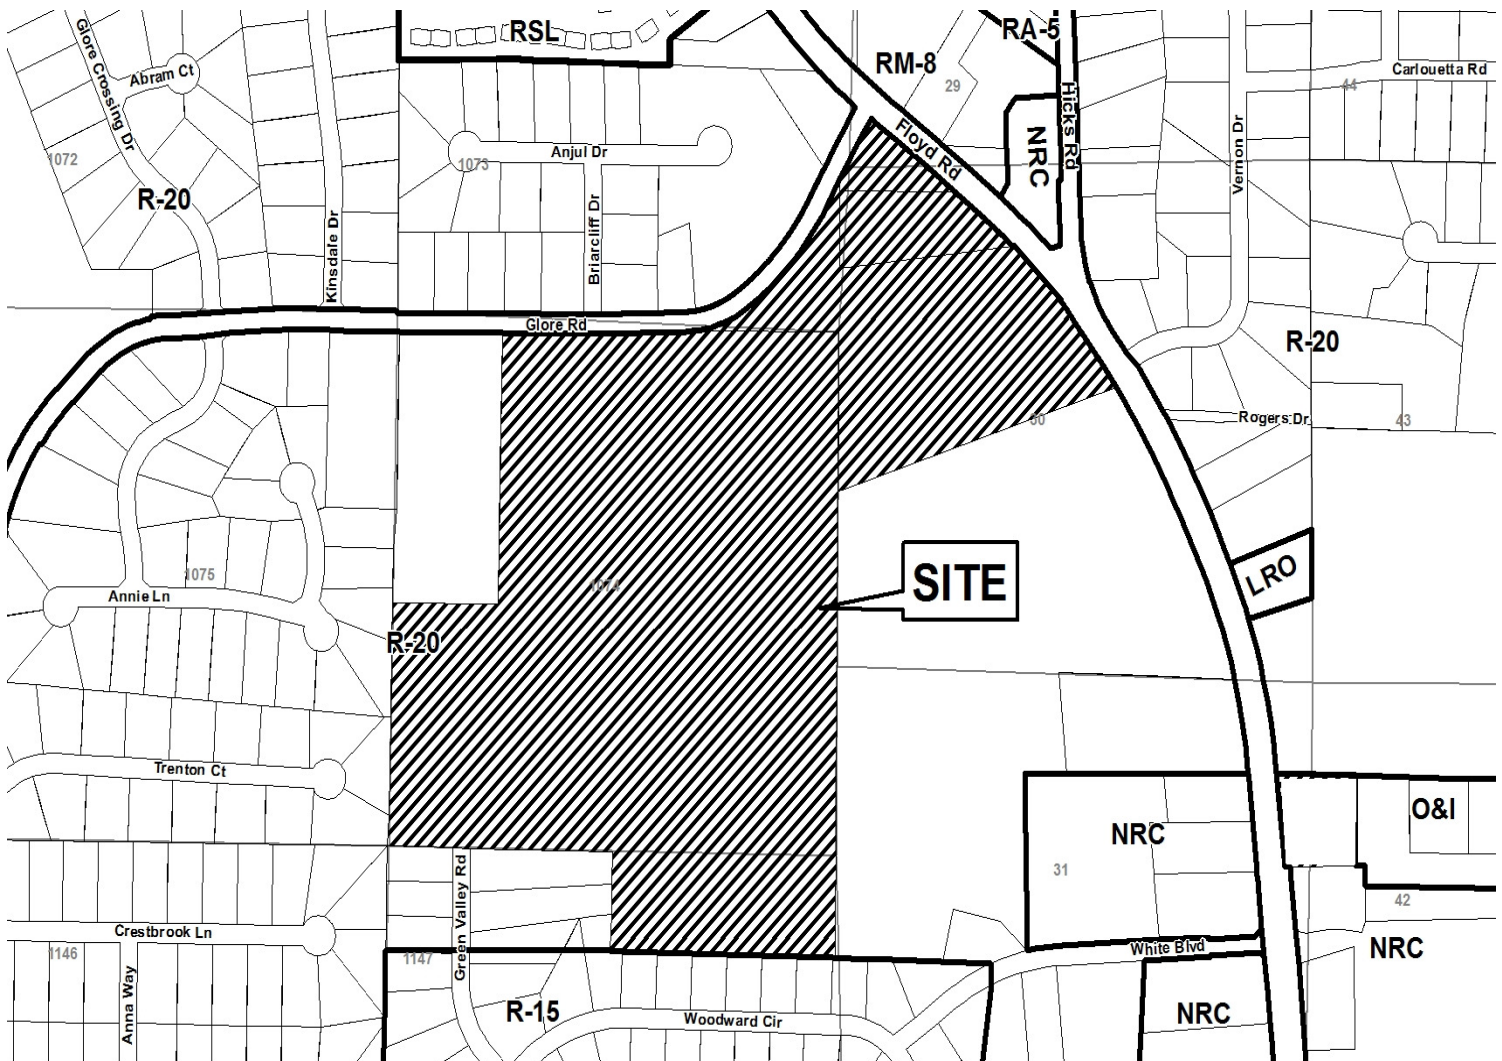 RSL
RA-5
RM-8
29
Glore Crossing Dr
Abram Ct
Carlouetta Rd
44
Hicks Rd
Floyd Rd
NRC
Vernon Dr
1072
1073
Anjul Dr
R-20
Kinsdale Dr
Briarcliff Dr
Glore Rd
R-20
30
Rogers Dr
43
1075
1074
SITE
LRO
Annie Ln
R-20
Trenton Ct
NRC
O&I
31
42
Green Valley Rd
Crestbrook Ln
1146
1147
White Blvd
NRC
Anna Way
R-15
Woodward Cir
NRC